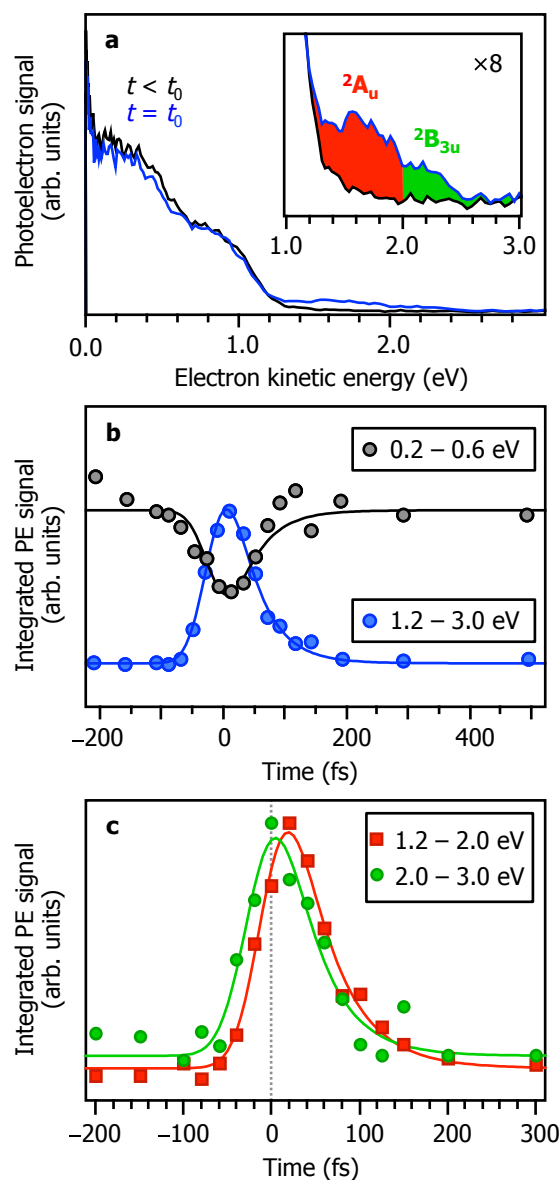 a
t < t₀
t = t₀
×8
²Aᵤ
²B₃ᵤ
1.0 2.0 3.0
Photoelectron signal
(arb. units)
0.0 1.0 2.0
Electron kinetic energy (eV)
b
0.2 – 0.6 eV
1.2 – 3.0 eV
Integrated PE signal
(arb. units)
−200 0 200 400
Time (fs)
c
1.2 – 2.0 eV
2.0 – 3.0 eV
Integrated PE signal
(arb. units)
−200 −100 0 100 200 300
Time (fs)